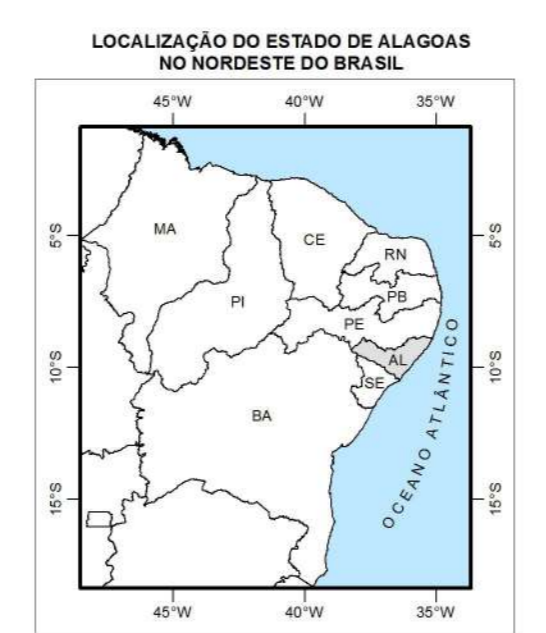 LOCALIZAÇÃO DO ESTADO DE ALAGOAS
NO NORDESTE DO BRASIL
45°W 40°W 35°W
5°S 5°S
MA
CE
RN
PB
PI
PE
AL
10°S 10°S
SE
BA
OCEANO ATLÂNTICO
15°S 15°S
45°W 40°W 35°W